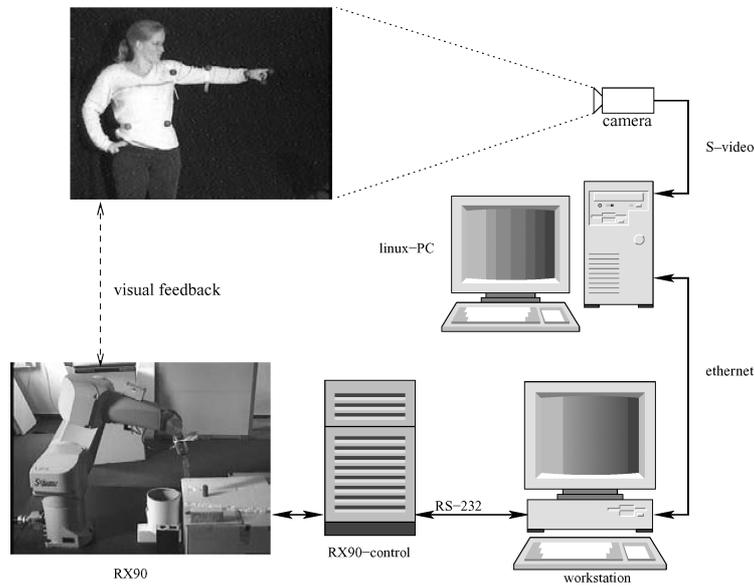 camera
S-video
linux-PC
visual feedback
ethernet
RS-232
RX90-control
RX90
workstation